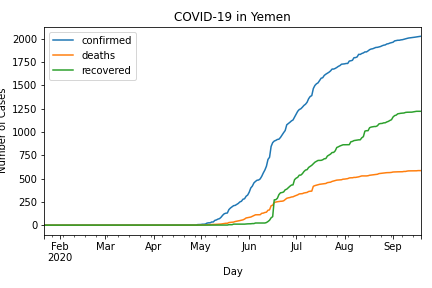 COVID-19 in Yemen
confirmed
deaths
recovered
Number of Cases
2000
1750
1500
1250
1000
750
500
250
0
Feb Mar Apr May Jun Jul Aug Sep
2020
Day